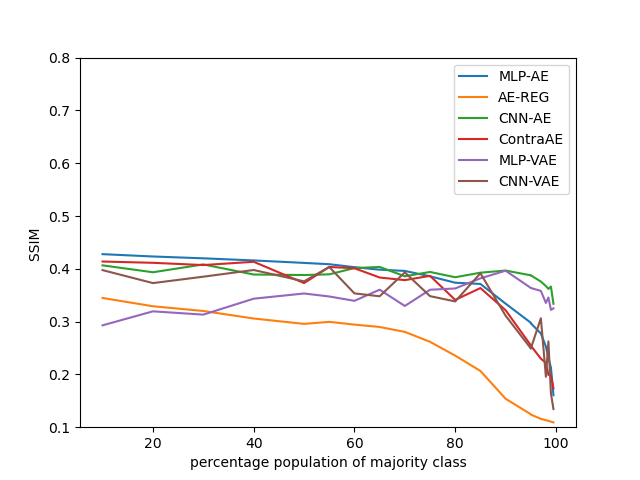 0.8
0.7
0.6
0.5
0.4
0.3
0.2
0.1
SSIM
20
40
60
80
100
percentage population of majority class
MLP-AE
AE-REG
CNN-AE
ContraAE
MLP-VAE
CNN-VAE